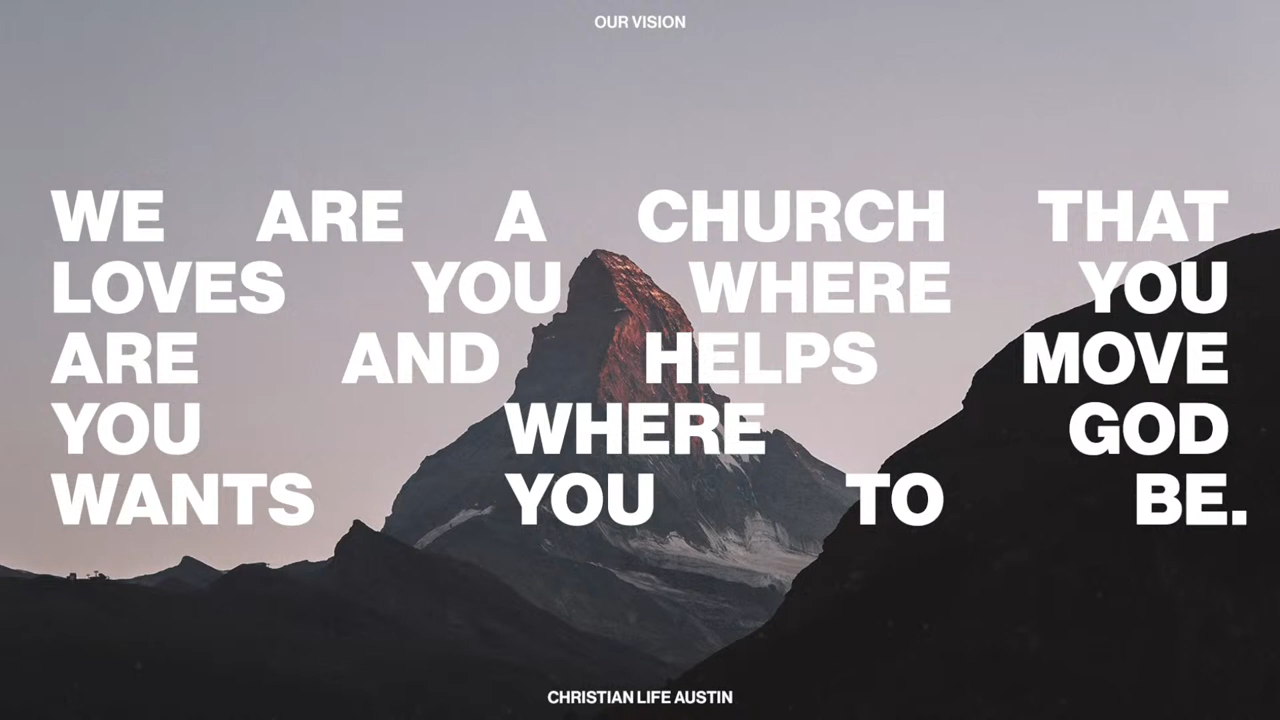 OUR VISION
WE ARE A CHURCH THAT
LOVES YOU WHERE YOU
ARE AND HELPS MOVE
YOU WHERE GOD
WANTS YOU TO BE.
CHRISTIAN LIFE AUSTIN